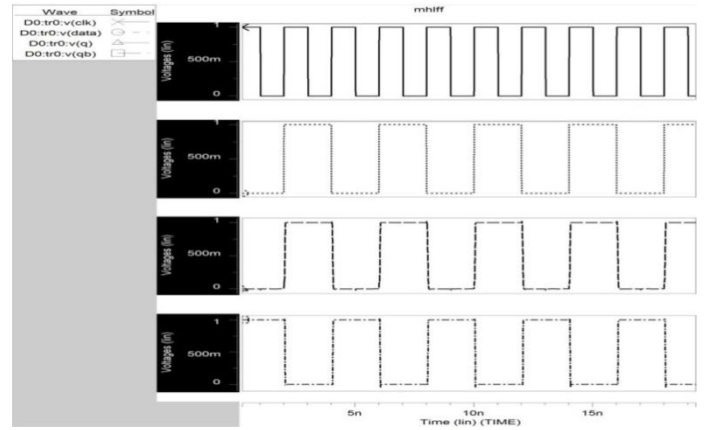 Wave Symbol
D0:tr0:v(clk)
D0:tr0:v(data)
D0:tr0:v(q)
D0:tr0:v(qb)
mhlff
Voltages (lin)
1
500m
0
Voltages (lin)
1
500m
0
Voltages (lin)
1
500m
0
Voltages (lin)
1
500m
0
5n 10n 15n
Time (lin) (TIME)